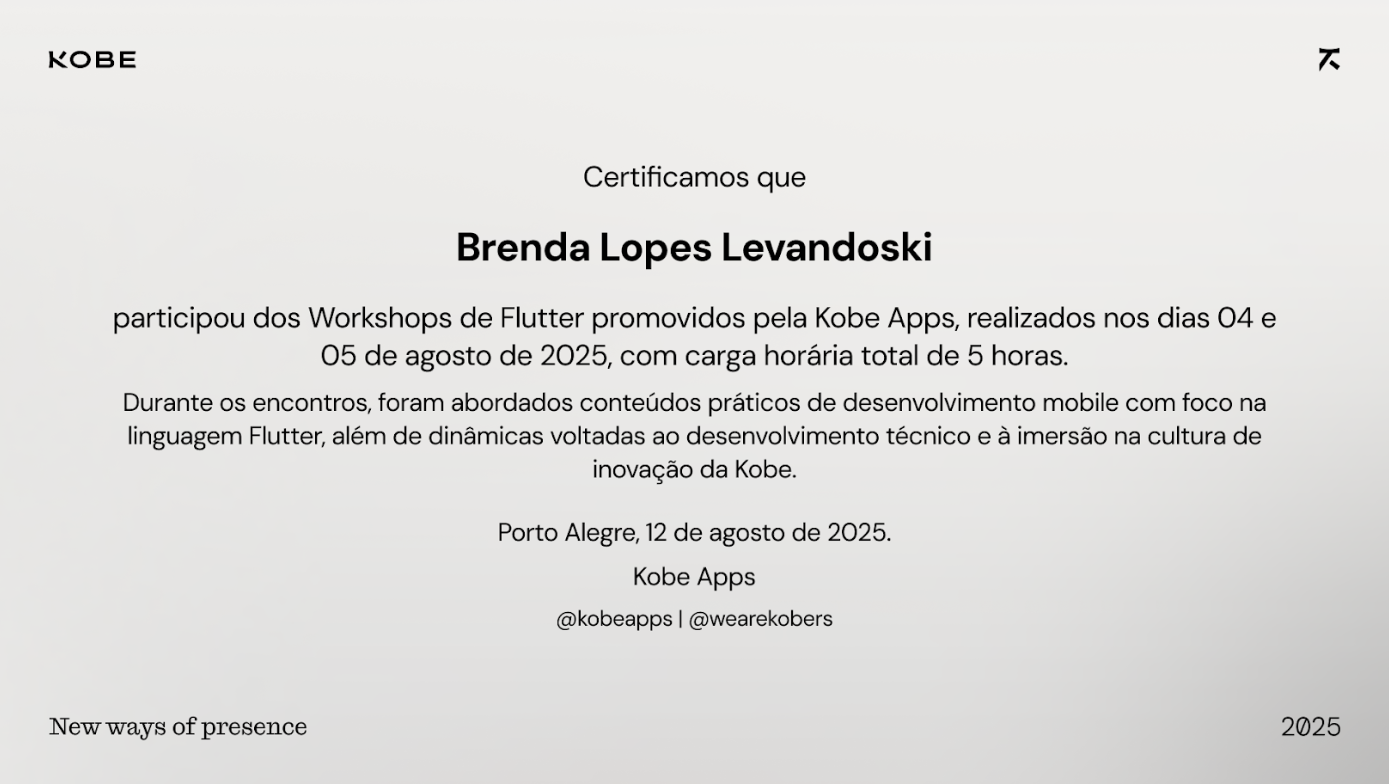 KOBE
Certificamos que
Brenda Lopes Levandoski
participou dos Workshops de Flutter promovidos pela Kobe Apps, realizados nos dias 04 e
05 de agosto de 2025, com carga horária total de 5 horas.
Durante os encontros, foram abordados conteúdos práticos de desenvolvimento mobile com foco na
linguagem Flutter, além de dinâmicas voltadas ao desenvolvimento técnico e à imersão na cultura de
inovação da Kobe.
Porto Alegre, 12 de agosto de 2025.
Kobe Apps
@kobeapps | @wearekobers
New ways of presence
2025